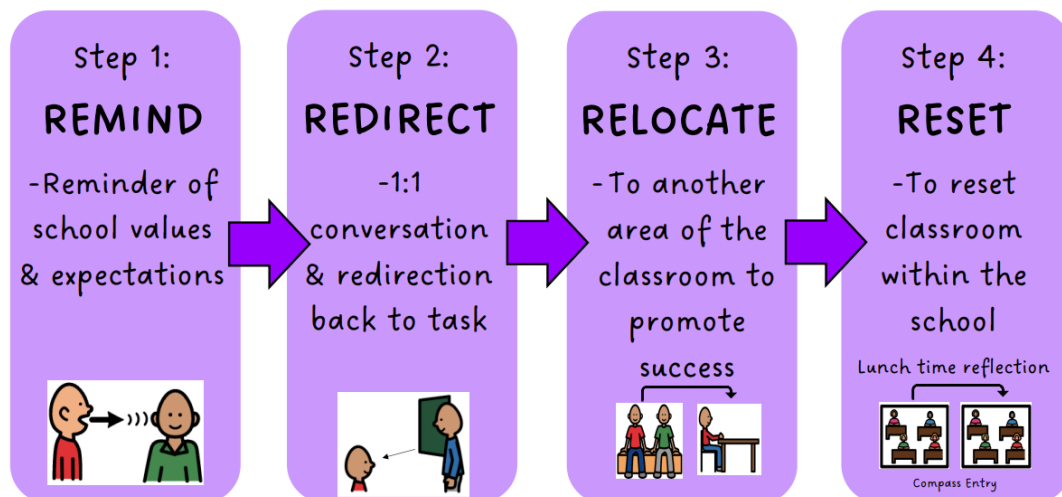 Step 1:
REMIND
-Reminder of
school values
& expectations
Step 2:
REDIRECT
-1:1
conversation
& redirection
back to task
Step 3:
RELOCATE
-To another
area of the
classroom to
promote
success
Step 4:
RESET
-To reset
classroom
within the
school
Lunch time reflection
Compass Entry